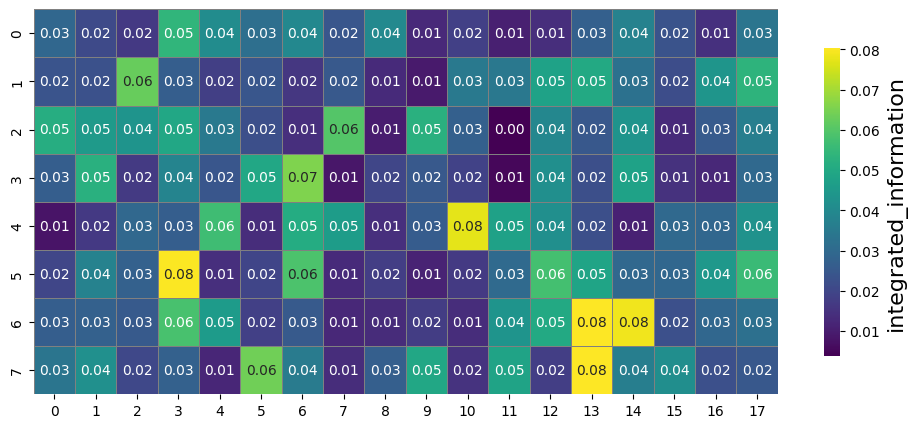 0 0.03 0.02 0.02 0.05 0.04 0.03 0.04 0.02 0.04 0.01 0.02 0.01 0.01 0.03 0.04 0.02 0.01 0.03
1 0.02 0.02 0.06 0.03 0.02 0.02 0.02 0.02 0.01 0.01 0.03 0.03 0.05 0.05 0.03 0.02 0.04 0.05
2 0.05 0.05 0.04 0.05 0.03 0.02 0.01 0.06 0.01 0.05 0.03 0.00 0.04 0.02 0.04 0.01 0.03 0.04
3 0.03 0.05 0.02 0.04 0.02 0.05 0.07 0.01 0.02 0.02 0.02 0.01 0.04 0.02 0.05 0.01 0.01 0.03
4 0.01 0.02 0.03 0.03 0.06 0.01 0.05 0.05 0.01 0.03 0.08 0.05 0.04 0.02 0.01 0.03 0.03 0.04
5 0.02 0.04 0.03 0.08 0.01 0.02 0.06 0.01 0.02 0.01 0.02 0.03 0.06 0.05 0.03 0.03 0.04 0.06
6 0.03 0.03 0.03 0.06 0.05 0.02 0.03 0.01 0.01 0.02 0.01 0.04 0.05 0.08 0.08 0.02 0.03 0.03
7 0.03 0.04 0.02 0.03 0.01 0.06 0.04 0.01 0.03 0.05 0.02 0.05 0.02 0.08 0.04 0.04 0.02 0.02
0 1 2 3 4 5 6 7 8 9 10 11 12 13 14 15 16 17
0.08
0.07
0.06
0.05
0.04
0.03
0.02
0.01
integrated_information